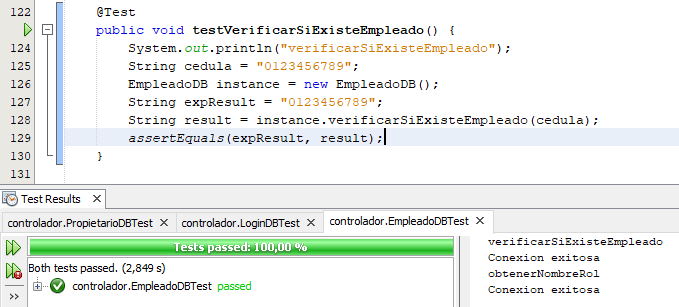 122 @Test
public void testVerificarSiExisteEmpleado() {
124 System.out.println("verificarSiExisteEmpleado");
125 String cedula = "0123456789";
126 EmpleadoDB instance = new EmpleadoDB();
127 String expResult = "0123456789";
128 String result = instance.verificarSiExisteEmpleado(cedula);
129 assertEquals(expResult, result);
130 }
131
Test Results X
controlador.PropietarioDBTest X controlador.LoginDBTest X controlador.EmpleadoDBTest X
Tests passed: 100,00 %
Both tests passed. (2,849 s)
controlador.EmpleadoDBTest passed
verificarSiExisteEmpleado
Conexion exitosa
obtenerNombreRol
Conexion exitosa